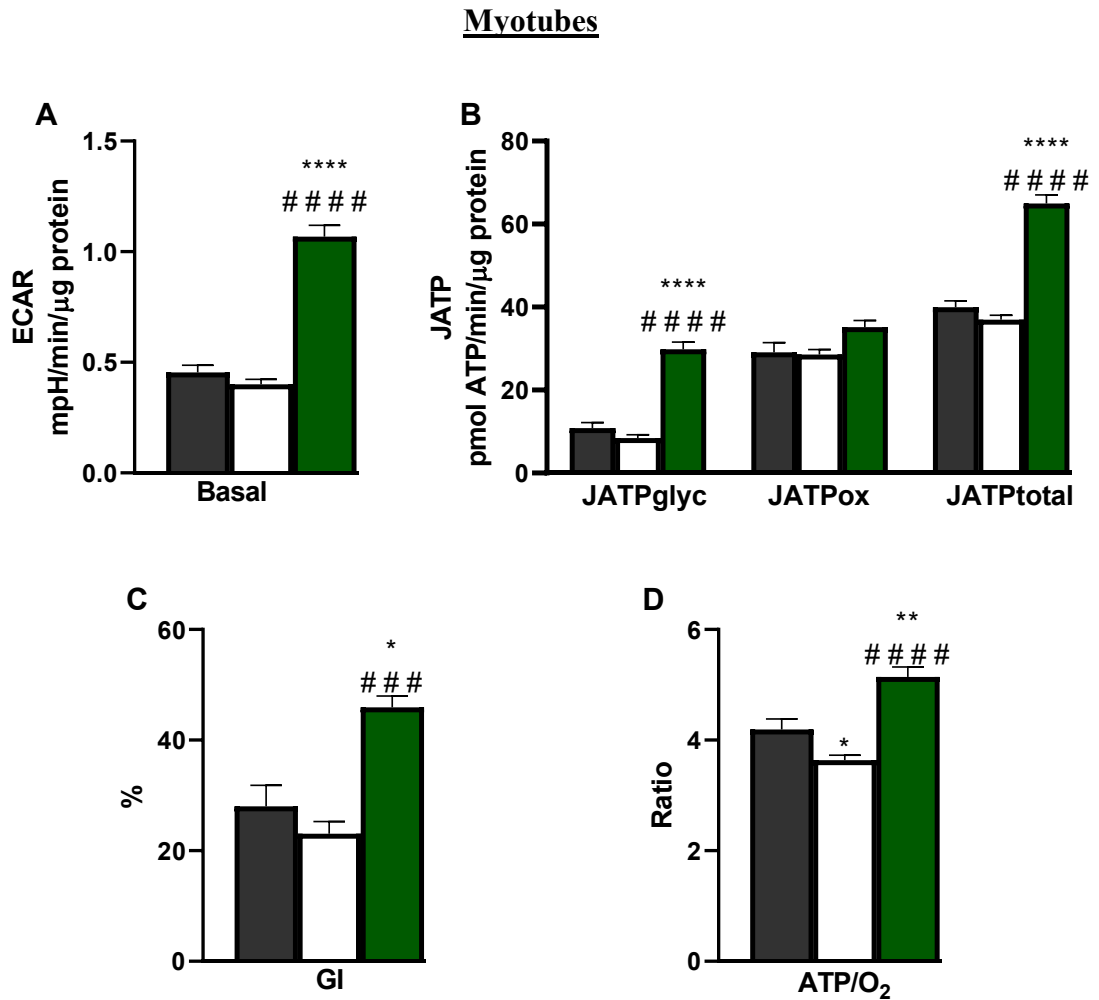 Myotubes
A
ECAR
mpH/min/μg protein
1.5
1.0
0.5
0.0
****
####
Basal
B
JATP
pmol ATP/min/μg protein
80
60
40
20
0
****
####
****
####
JATPglyc JATPox JATPtotal
C
%
60
40
20
0
*
###
GI
D
Ratio
6
4
2
0
*
**
####
ATP/O₂